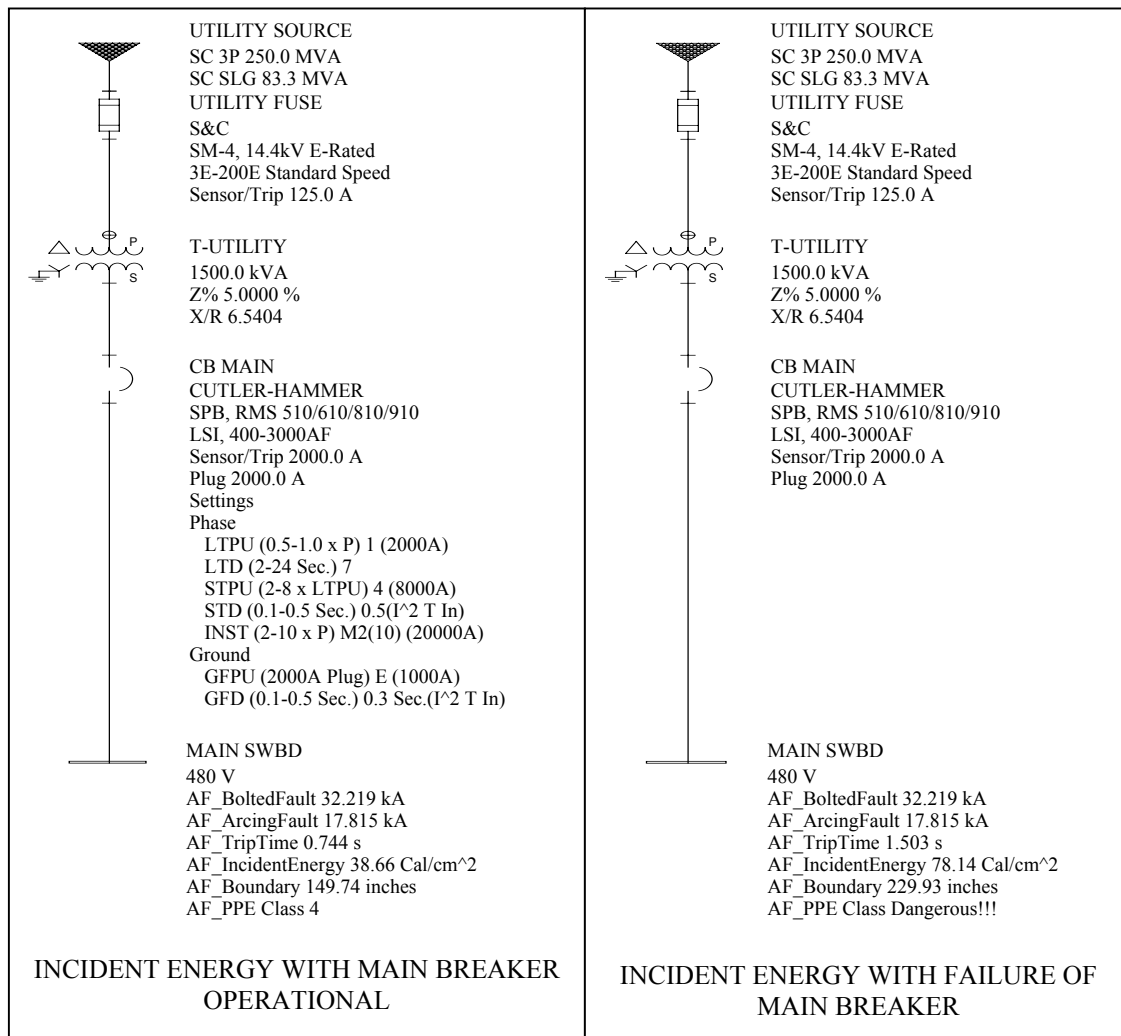 UTILITY SOURCE
SC 3P 250.0 MVA
SC SLG 83.3 MVA
UTILITY FUSE
S&C
SM-4, 14.4kV E-Rated
3E-200E Standard Speed
Sensor/Trip 125.0 A
P
S
T-UTILITY
1500.0 kVA
Z% 5.0000 %
X/R 6.5404
CB MAIN
CUTLER-HAMMER
SPB, RMS 510/610/810/910
LSI, 400-3000AF
Sensor/Trip 2000.0 A
Plug 2000.0 A
Settings
Phase
LTPU (0.5-1.0 x P) 1 (2000A)
LTD (2-24 Sec.) 7
STPU (2-8 x LTPU) 4 (8000A)
STD (0.1-0.5 Sec.) 0.5(I^2 T In)
INST (2-10 x P) M2(10) (20000A)
Ground
GFPU (2000A Plug) E (1000A)
GFD (0.1-0.5 Sec.) 0.3 Sec.(I^2 T In)
MAIN SWBD
480 V
AF_BoltedFault 32.219 kA
AF_ArcingFault 17.815 kA
AF_TripTime 0.744 s
AF_IncidentEnergy 38.66 Cal/cm^2
AF_Boundary 149.74 inches
AF_PPE Class 4
INCIDENT ENERGY WITH MAIN BREAKER
OPERATIONAL
UTILITY SOURCE
SC 3P 250.0 MVA
SC SLG 83.3 MVA
UTILITY FUSE
S&C
SM-4, 14.4kV E-Rated
3E-200E Standard Speed
Sensor/Trip 125.0 A
P
S
T-UTILITY
1500.0 kVA
Z% 5.0000 %
X/R 6.5404
CB MAIN
CUTLER-HAMMER
SPB, RMS 510/610/810/910
LSI, 400-3000AF
Sensor/Trip 2000.0 A
Plug 2000.0 A
MAIN SWBD
480 V
AF_BoltedFault 32.219 kA
AF_ArcingFault 17.815 kA
AF_TripTime 1.503 s
AF_IncidentEnergy 78.14 Cal/cm^2
AF_Boundary 229.93 inches
AF_PPE Class Dangerous!!!
INCIDENT ENERGY WITH FAILURE OF
MAIN BREAKER